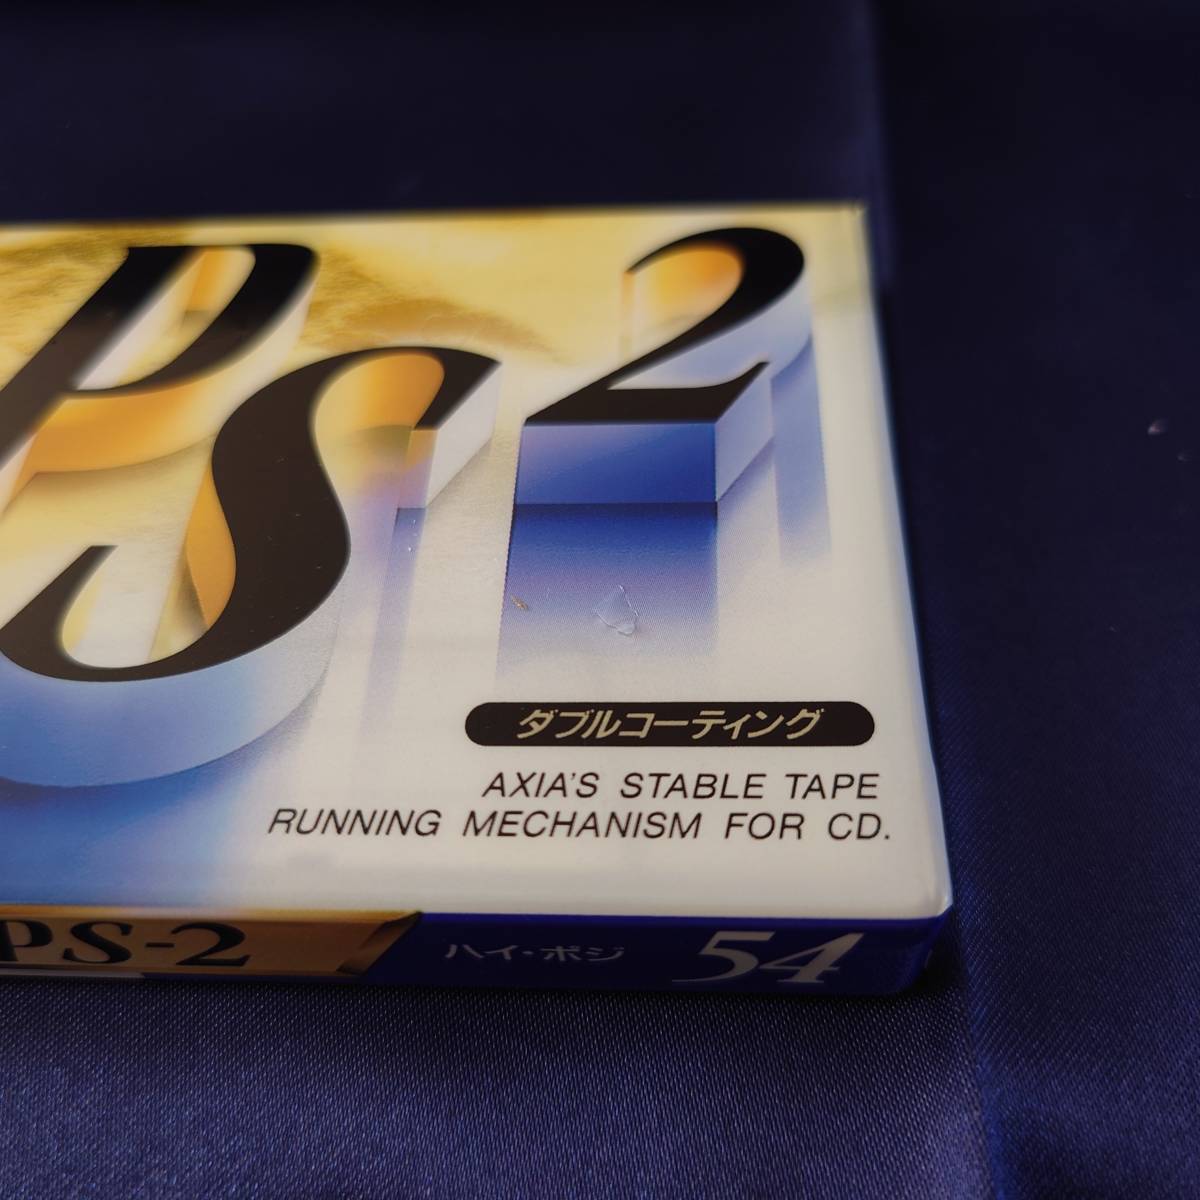 PS2
ダブルコーティング
AXIA'S STABLE TAPE
RUNNING MECHANISM FOR CD.
PS-2 ハイ・ポジ 54